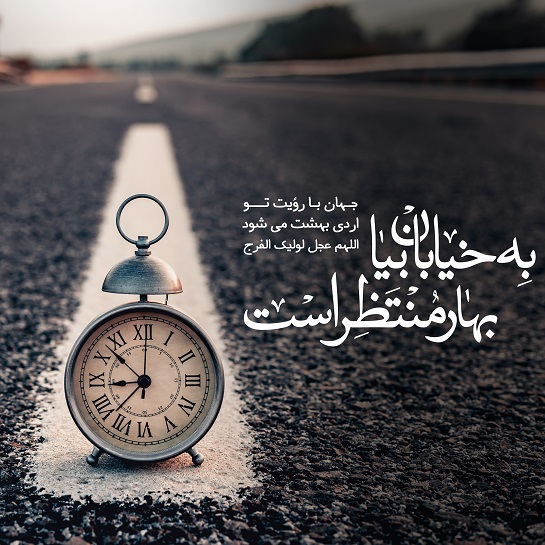 جهان با رؤیت تو
اردی بهشت می شود
اللهم عجل لولیک الفرج
به خیابان بیا
بهار منتظر است
XII
I
II
III
IIII
V
VI
VII
VIII
IX
X
XI